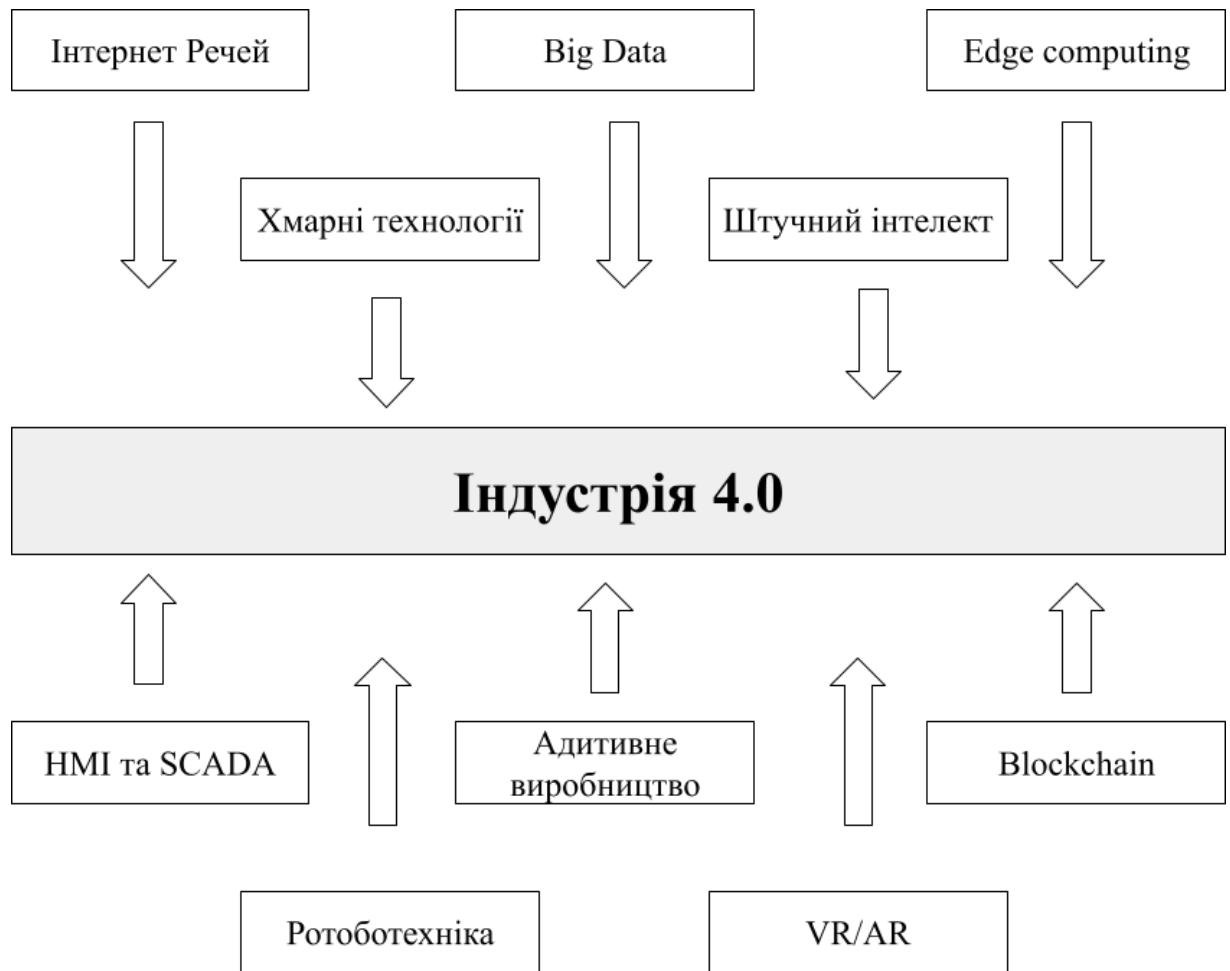 Інтернет Речей
Big Data
Edge computing
Хмарні технології
Штучний інтелект
Індустрія 4.0
HMI та SCADA
Адитивне
виробництво
Blockchain
Ротоботехніка
VR/AR